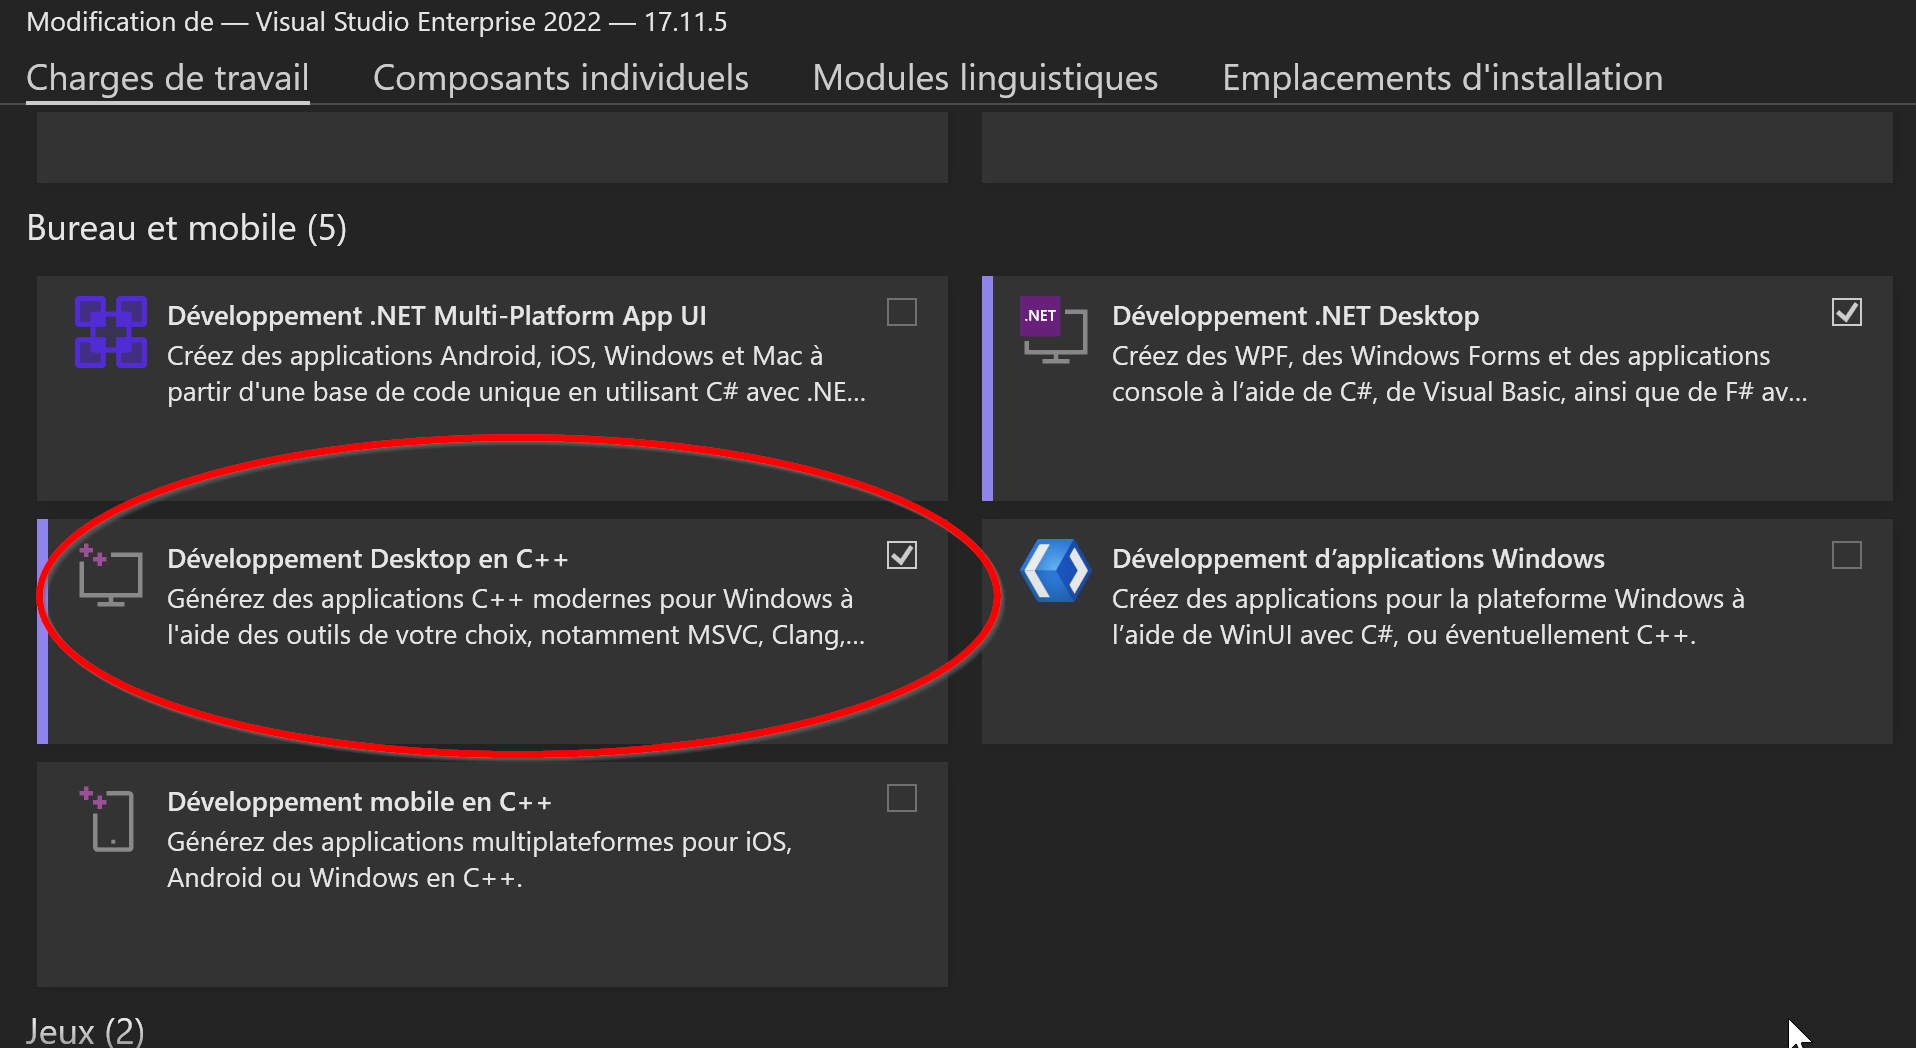 Modification de — Visual Studio Enterprise 2022 — 17.11.5
Charges de travail Composants individuels Modules linguistiques Emplacements d'installation
Bureau et mobile (5)
Développement .NET Multi-Platform App UI
Créez des applications Android, iOS, Windows et Mac à
partir d'une base de code unique en utilisant C# avec .NE...
.NET
Développement .NET Desktop
Créez des WPF, des Windows Forms et des applications
console à l’aide de C#, de Visual Basic, ainsi que de F# av...
Développement Desktop en C++
Générez des applications C++ modernes pour Windows à
l'aide des outils de votre choix, notamment MSVC, Clang,...
Développement d’applications Windows
Créez des applications pour la plateforme Windows à
l’aide de WinUI avec C#, ou éventuellement C++.
Développement mobile en C++
Générez des applications multiplateformes pour iOS,
Android ou Windows en C++.
Jeux (2)